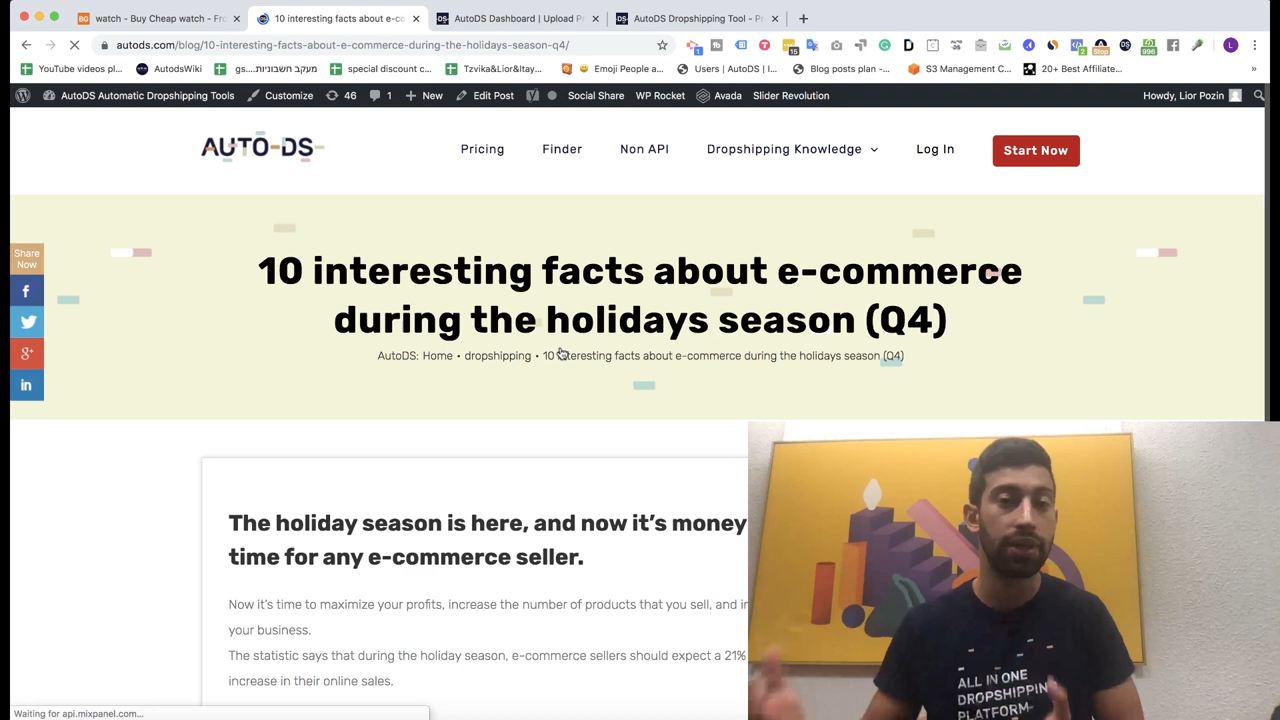 watch - Buy Cheap watch - Fro
10 interesting facts about e-co
AutoDS Dashboard | Upload Pr
AutoDS Dropshipping Tool - Pr
autods.com/blog/10-interesting-facts-about-e-commerce-during-the-holidays-season-q4/
YouTube videos pl...
AutodsWiki
gs....מעקב חשבוניות
special discount c...
Tzvika&Lior&Itay...
Emoji People a...
Users | AutoDS | I...
Blog posts plan -...
S3 Management C...
20+ Best Affiliate...
»
AutoDS Automatic Dropshipping Tools
Customize
46
1
New
Edit Post
Social Share
WP Rocket
Avada
Slider Revolution
Howdy, Lior Pozin
AUTO-DS
Pricing
Finder
Non API
Dropshipping Knowledge
Log In
Start Now
Share
Now
10 interesting facts about e-commerce
during the holidays season (Q4)
AutoDS: Home • dropshipping • 10 interesting facts about e-commerce during the holidays season (Q4)
The holiday season is here, and now it's money
time for any e-commerce seller.
Now it's time to maximize your profits, increase the number of products that you sell, and
your business.
The statistic says that during the holiday season, e-commerce sellers should expect a 21%
increase in their online sales.
ALL IN ONE
DROPSHIPPIN
PLATFORM
Waiting for api.mixpanel.com...